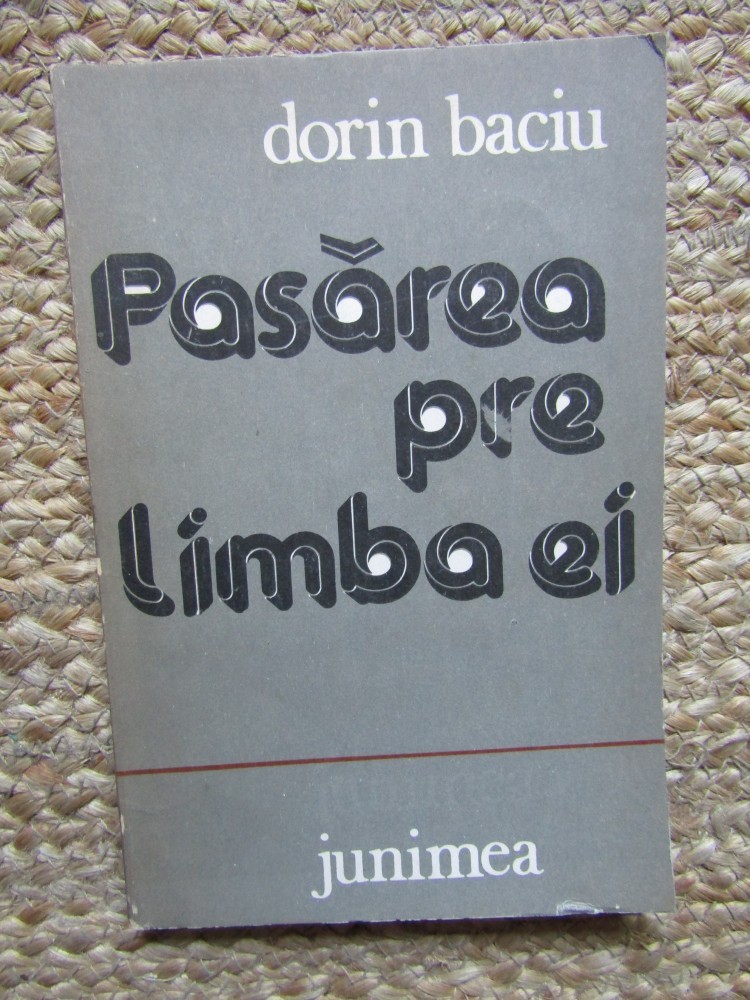 dorin baciu
Pasărea
pre
limba ei
junimea